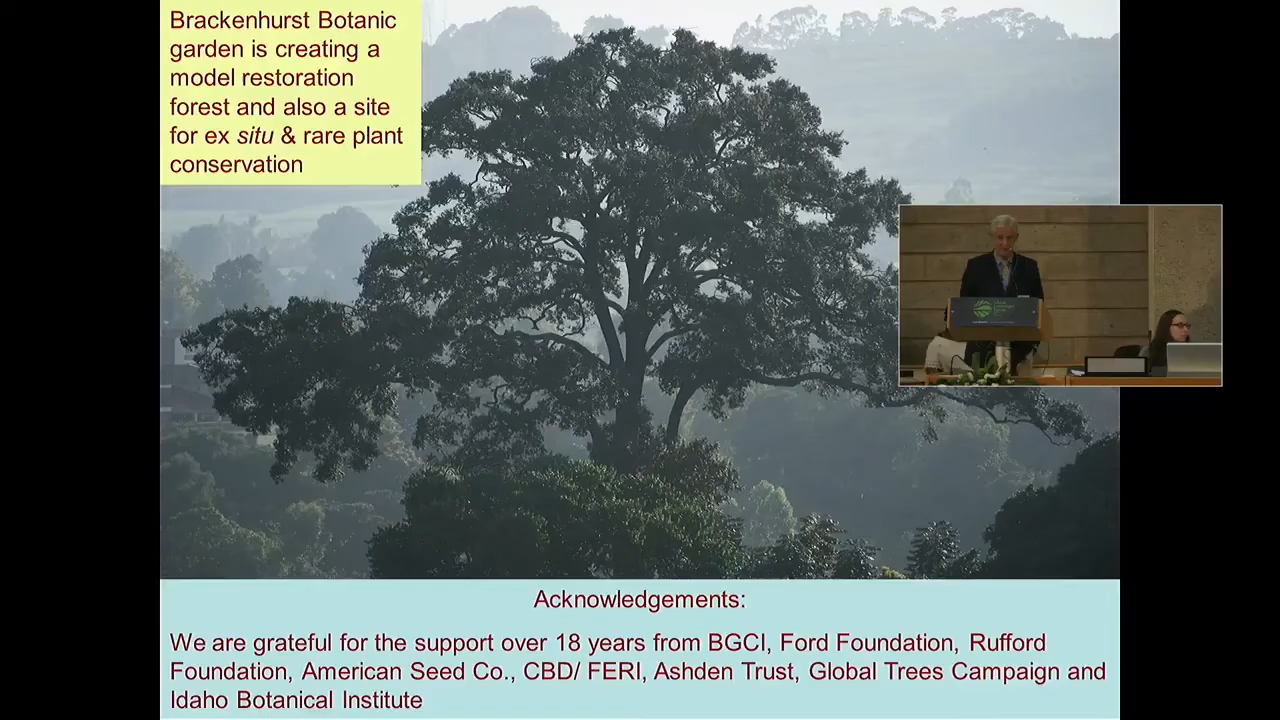 Brackenhurst Botanic
garden is creating a
model restoration
forest and also a site
for ex situ & rare plant
conservation
Acknowledgements:
We are grateful for the support over 18 years from BGCI, Ford Foundation, Rufford
Foundation, American Seed Co., CBD/ FERI, Ashden Trust, Global Trees Campaign and
Idaho Botanical Institute